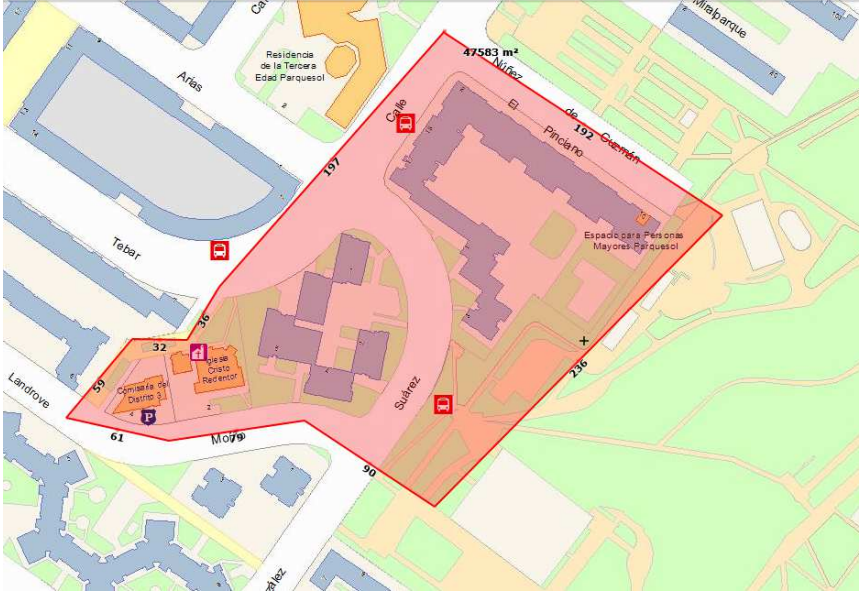 Miralparque
47583 m²
Residencia
de la Tercera
Edad Parquesol
Arias
Calle
Núñez
de
Guzmán
192
El
Pinciano
197
Espacio para Personas
Mayores Parquesol
Tebar
36
32
Iglesia
Cristo
Redentor
59
Comisaría del
Distrito 3
P
Landrove
Suárez
236
61
79
90